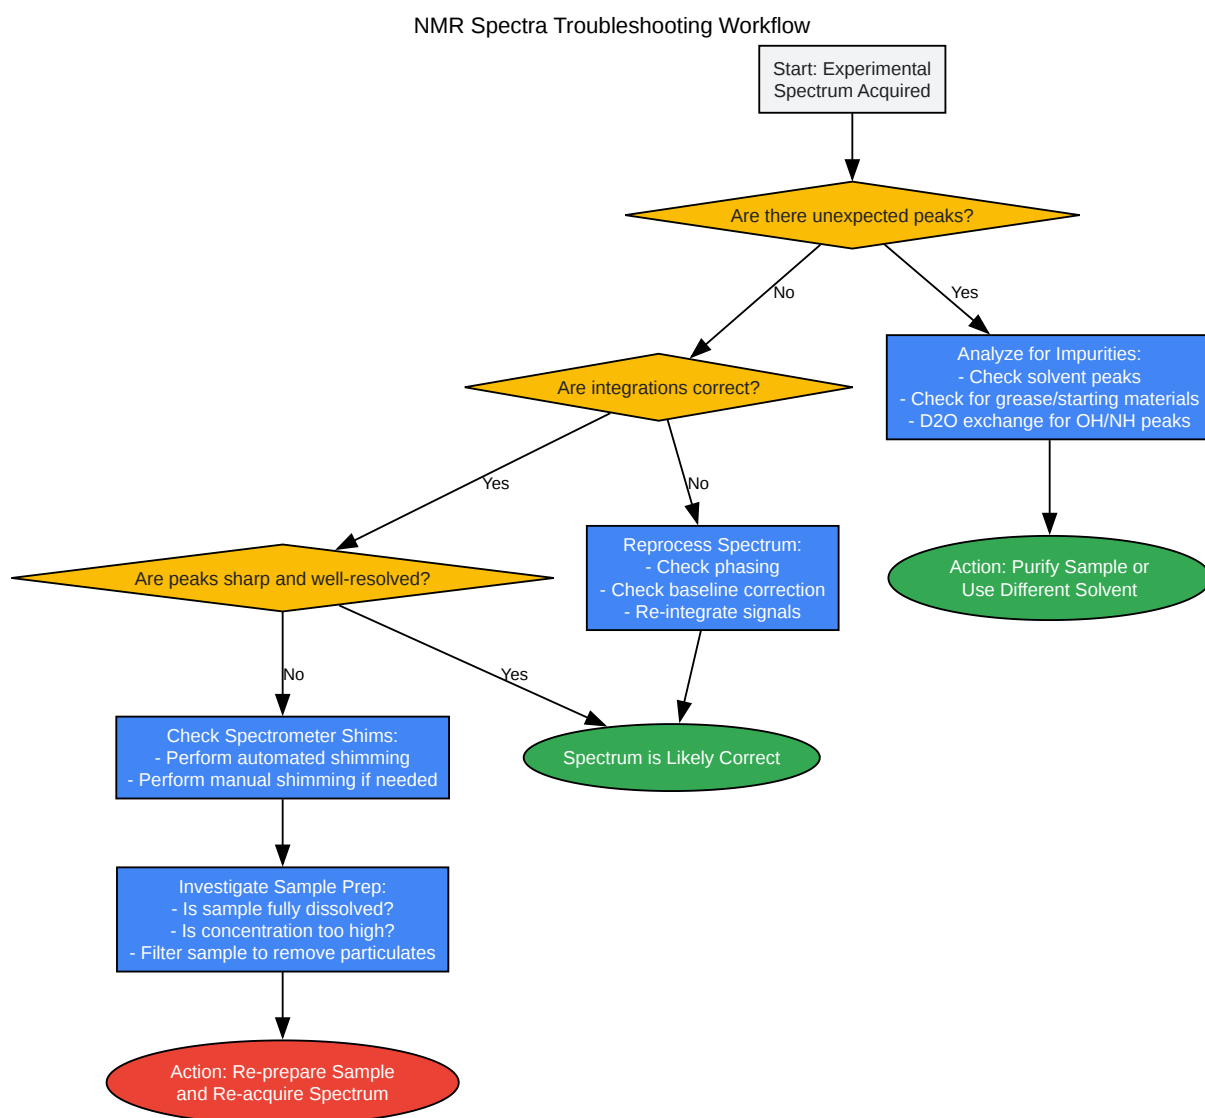 NMR Spectra Troubleshooting Workflow
Start: Experimental
Spectrum Acquired
Are there unexpected peaks?
No
Yes
Are integrations correct?
Analyze for Impurities:
- Check solvent peaks
- Check for grease/starting materials
- D2O exchange for OH/NH peaks
Yes
No
Are peaks sharp and well-resolved?
Reprocess Spectrum:
- Check phasing
- Check baseline correction
- Re-integrate signals
Action: Purify Sample or
Use Different Solvent
No
Yes
Check Spectrometer Shims:
- Perform automated shimming
- Perform manual shimming if needed
Spectrum is Likely Correct
Investigate Sample Prep:
- Is sample fully dissolved?
- Is concentration too high?
- Filter sample to remove particulates
Action: Re-prepare Sample
and Re-acquire Spectrum